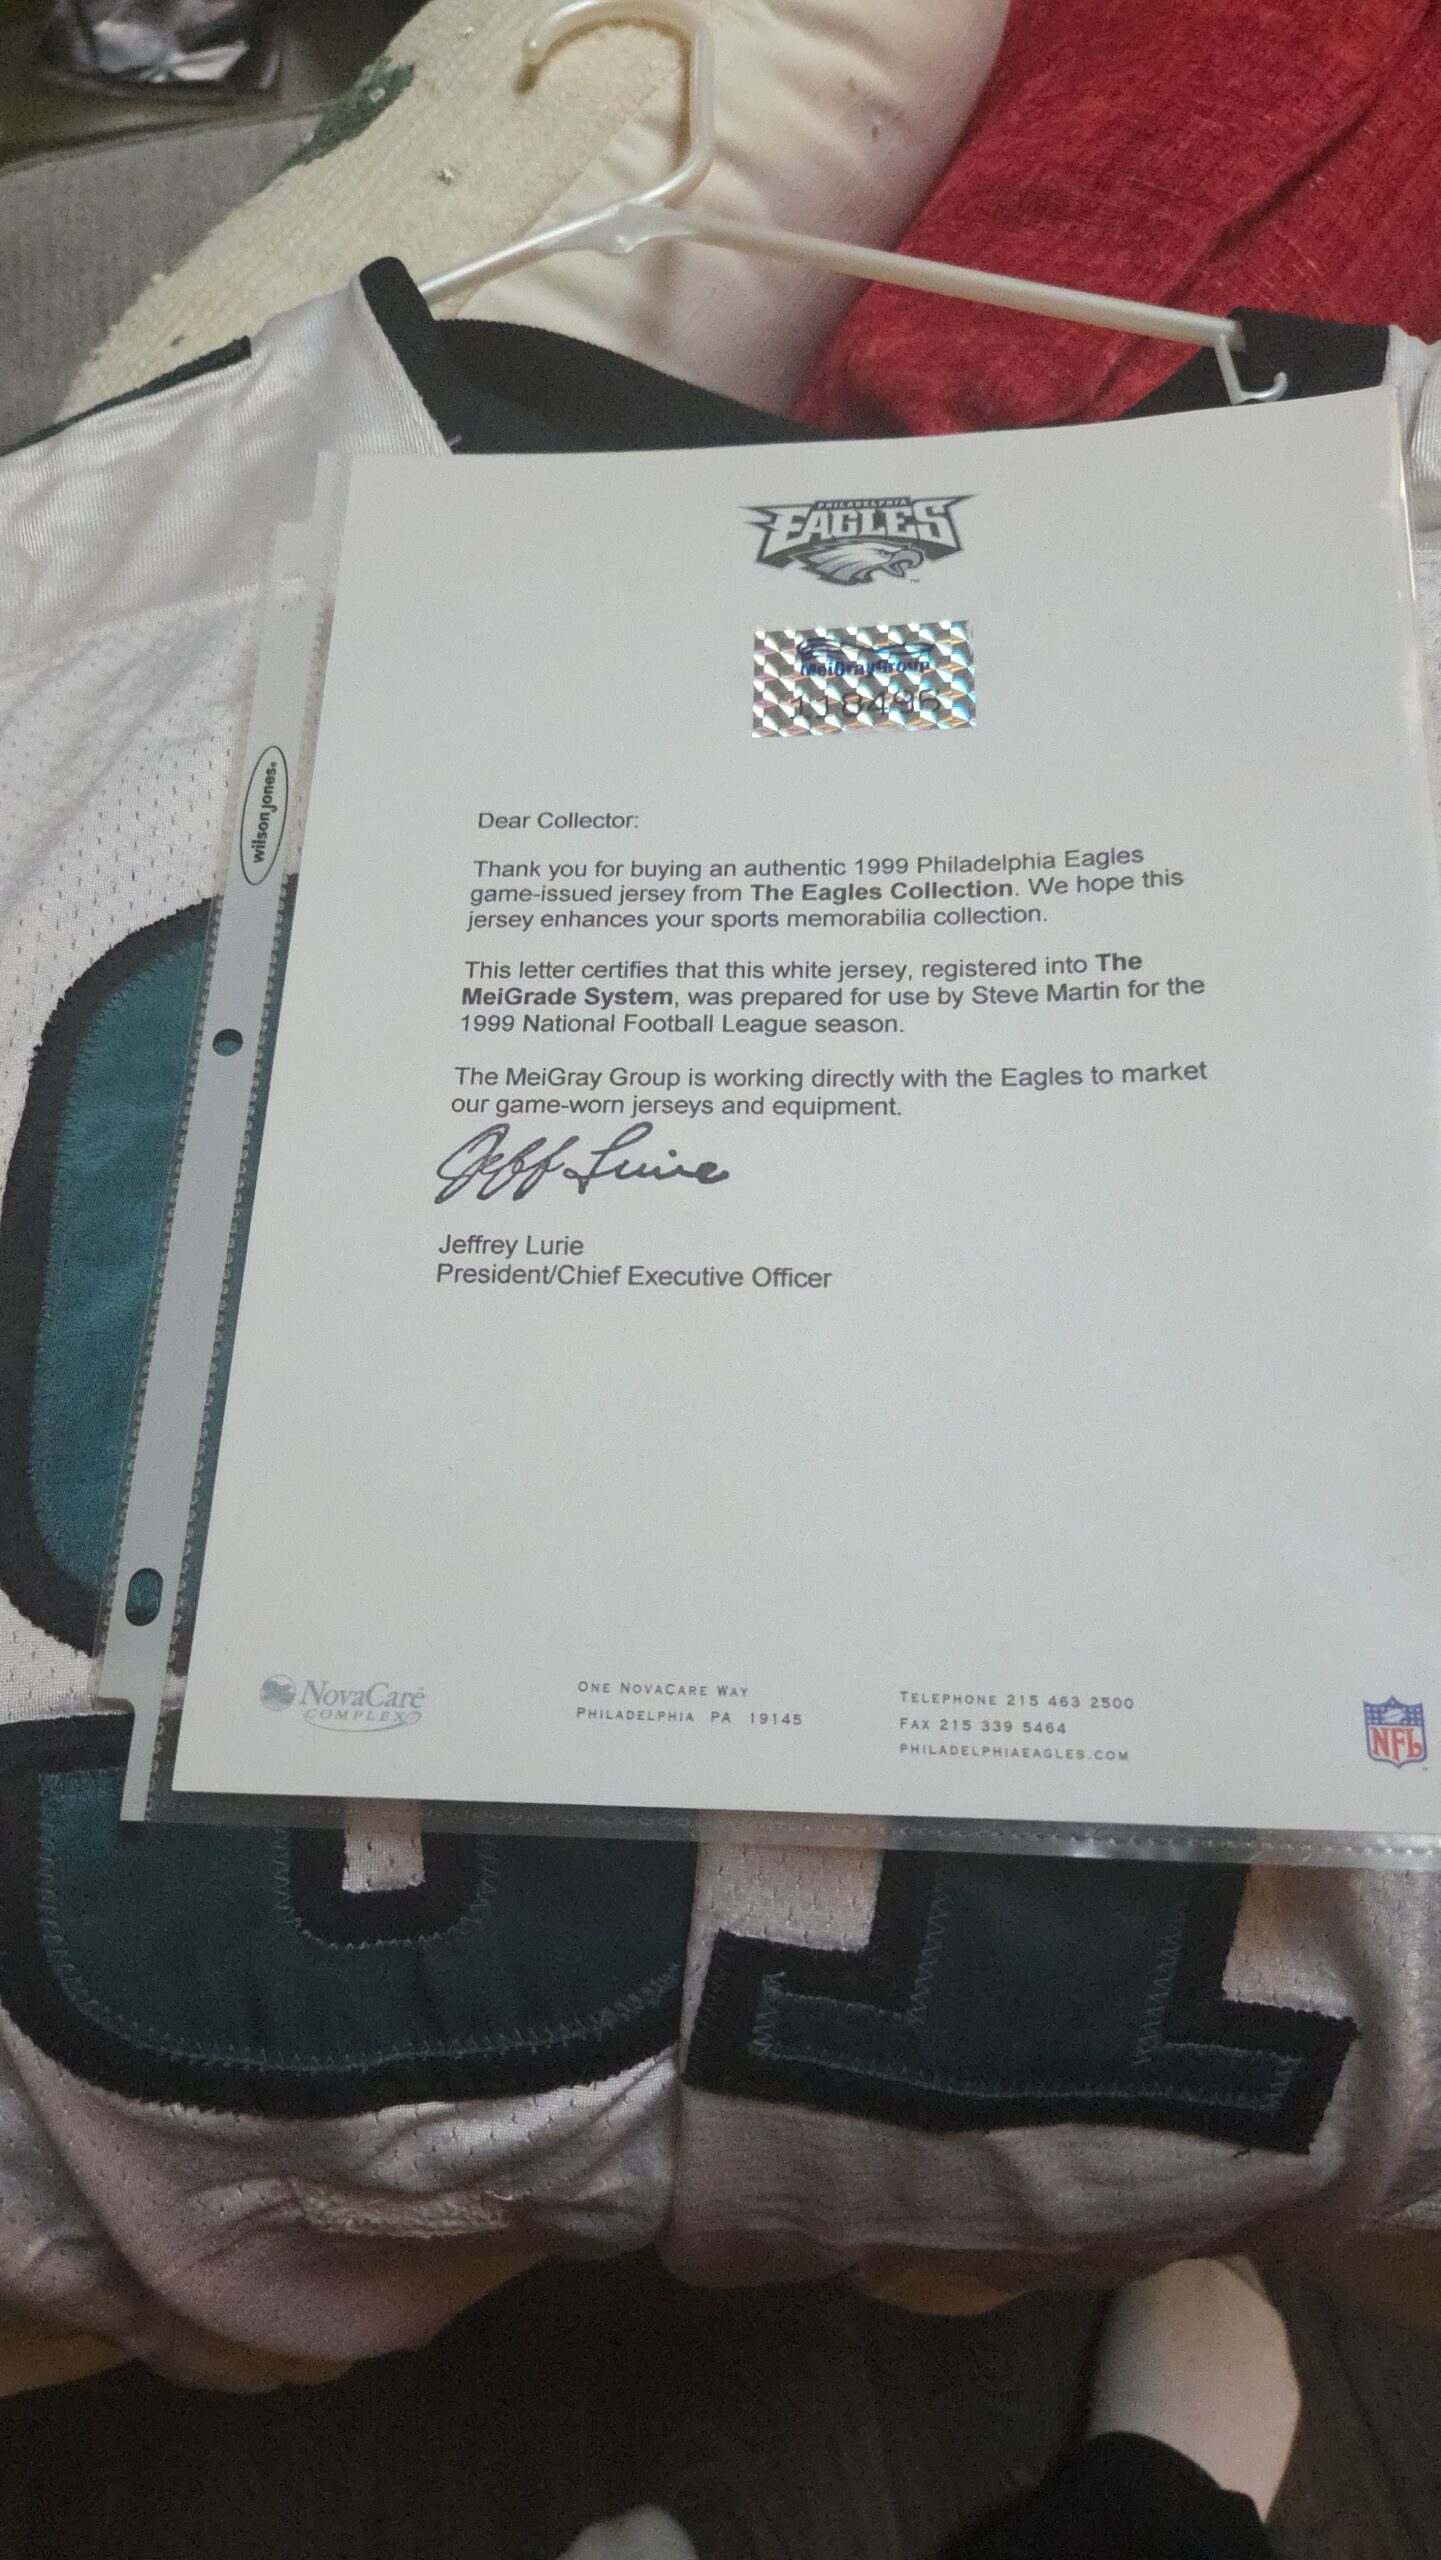 PHILADELPHIA
EAGLES
TM
MeiGrayGroup
118496
wilson jones®
Dear Collector:
Thank you for buying an authentic 1999 Philadelphia Eagles
game-issued jersey from The Eagles Collection. We hope this
jersey enhances your sports memorabilia collection.
This letter certifies that this white jersey, registered into The
MeiGrade System, was prepared for use by Steve Martin for the
1999 National Football League season.
The MeiGray Group is working directly with the Eagles to market
our game-worn jerseys and equipment.
Jeff Lurie
Jeffrey Lurie
President/Chief Executive Officer
NovaCare
COMPLEX
ONE NOVACARE WAY
PHILADELPHIA PA 19145
TELEPHONE 215 463 2500
FAX 215 339 5464
PHILADELPHIAEAGLES.COM
NFL